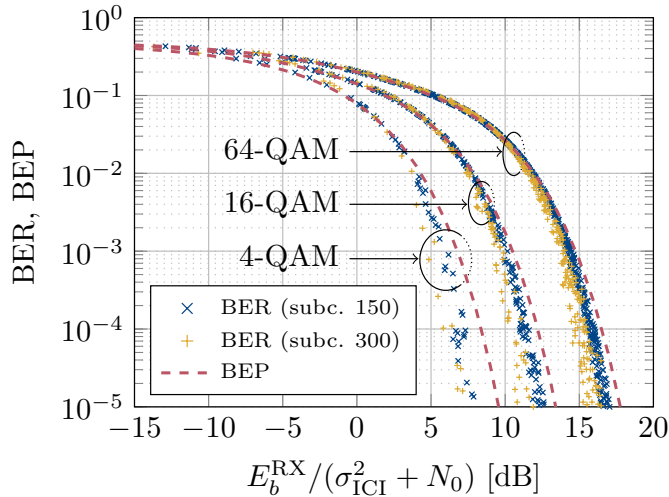 10^0
10^−1
10^−2
10^−3
10^−4
10^−5
BER, BEP
64-QAM
16-QAM
4-QAM
BER (subc. 150)
BER (subc. 300)
BEP
−15 −10 −5 0 5 10 15 20
E_b^RX/(σ_ICI^2 + N_0) [dB]